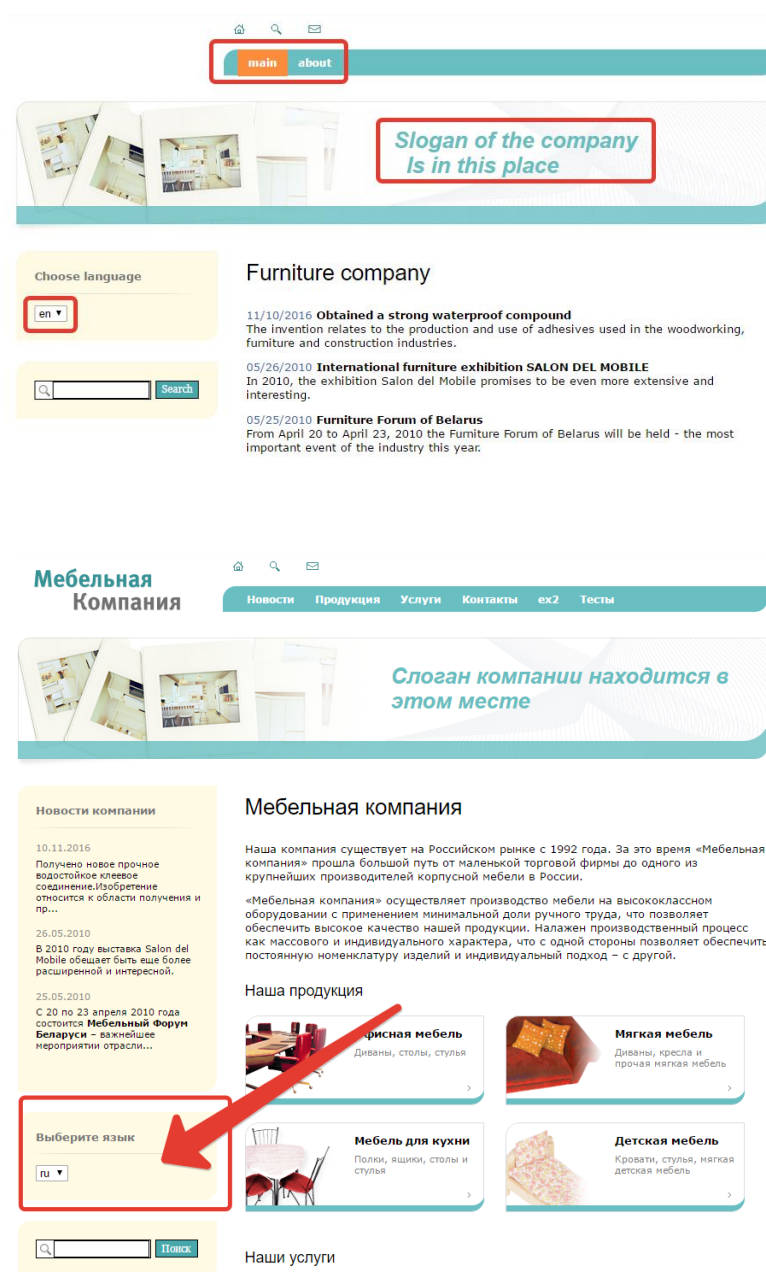 main about
Slogan of the company
Is in this place
Choose language
en
Search
Furniture company
11/10/2016 Obtained a strong waterproof compound
The invention relates to the production and use of adhesives used in the woodworking,
furniture and construction industries.
05/26/2010 International furniture exhibition SALON DEL MOBILE
In 2010, the exhibition Salon del Mobile promises to be even more extensive and
interesting.
05/25/2010 Furniture Forum of Belarus
From April 20 to April 23, 2010 the Furniture Forum of Belarus will be held - the most
important event of the industry this year.
Мебельная
Компания
Новости Продукция Услуги Контакты ex2 Тесты
Слоган компании находится в
этом месте
Новости компании
10.11.2016
Получено новое прочное
водостойкое клеевое
соединение.Изобретение
относится к области получения и
пр...
26.05.2010
В 2010 году выставка Salon del
Mobile обещает быть еще более
расширенной и интересной.
25.05.2010
С 20 по 23 апреля 2010 года
состоится Мебельный Форум
Беларуси – важнейшее
мероприятии отрасли...
Выберите язык
ru
Поиск
Мебельная компания
Наша компания существует на Российском рынке с 1992 года. За это время «Мебельная
компания» прошла большой путь от маленькой торговой фирмы до одного из
крупнейших производителей корпусной мебели в России.
«Мебельная компания» осуществляет производство мебели на высококлассном
оборудовании с применением минимальной доли ручного труда, что позволяет
обеспечить высокое качество нашей продукции. Налажен производственный процесс
как массового и индивидуального характера, что с одной стороны позволяет обеспечить
постоянную номенклатуру изделий и индивидуальный подход – с другой.
Наша продукция
мебель
Диваны, столы, стулья
Мягкая мебель
Диваны, кресла и
прочая мягкая мебель
Мебель для кухни
Полки, ящики, столы и
стулья
Детская мебель
Кровати, стулья, мягкая
детская мебель
Наши услуги